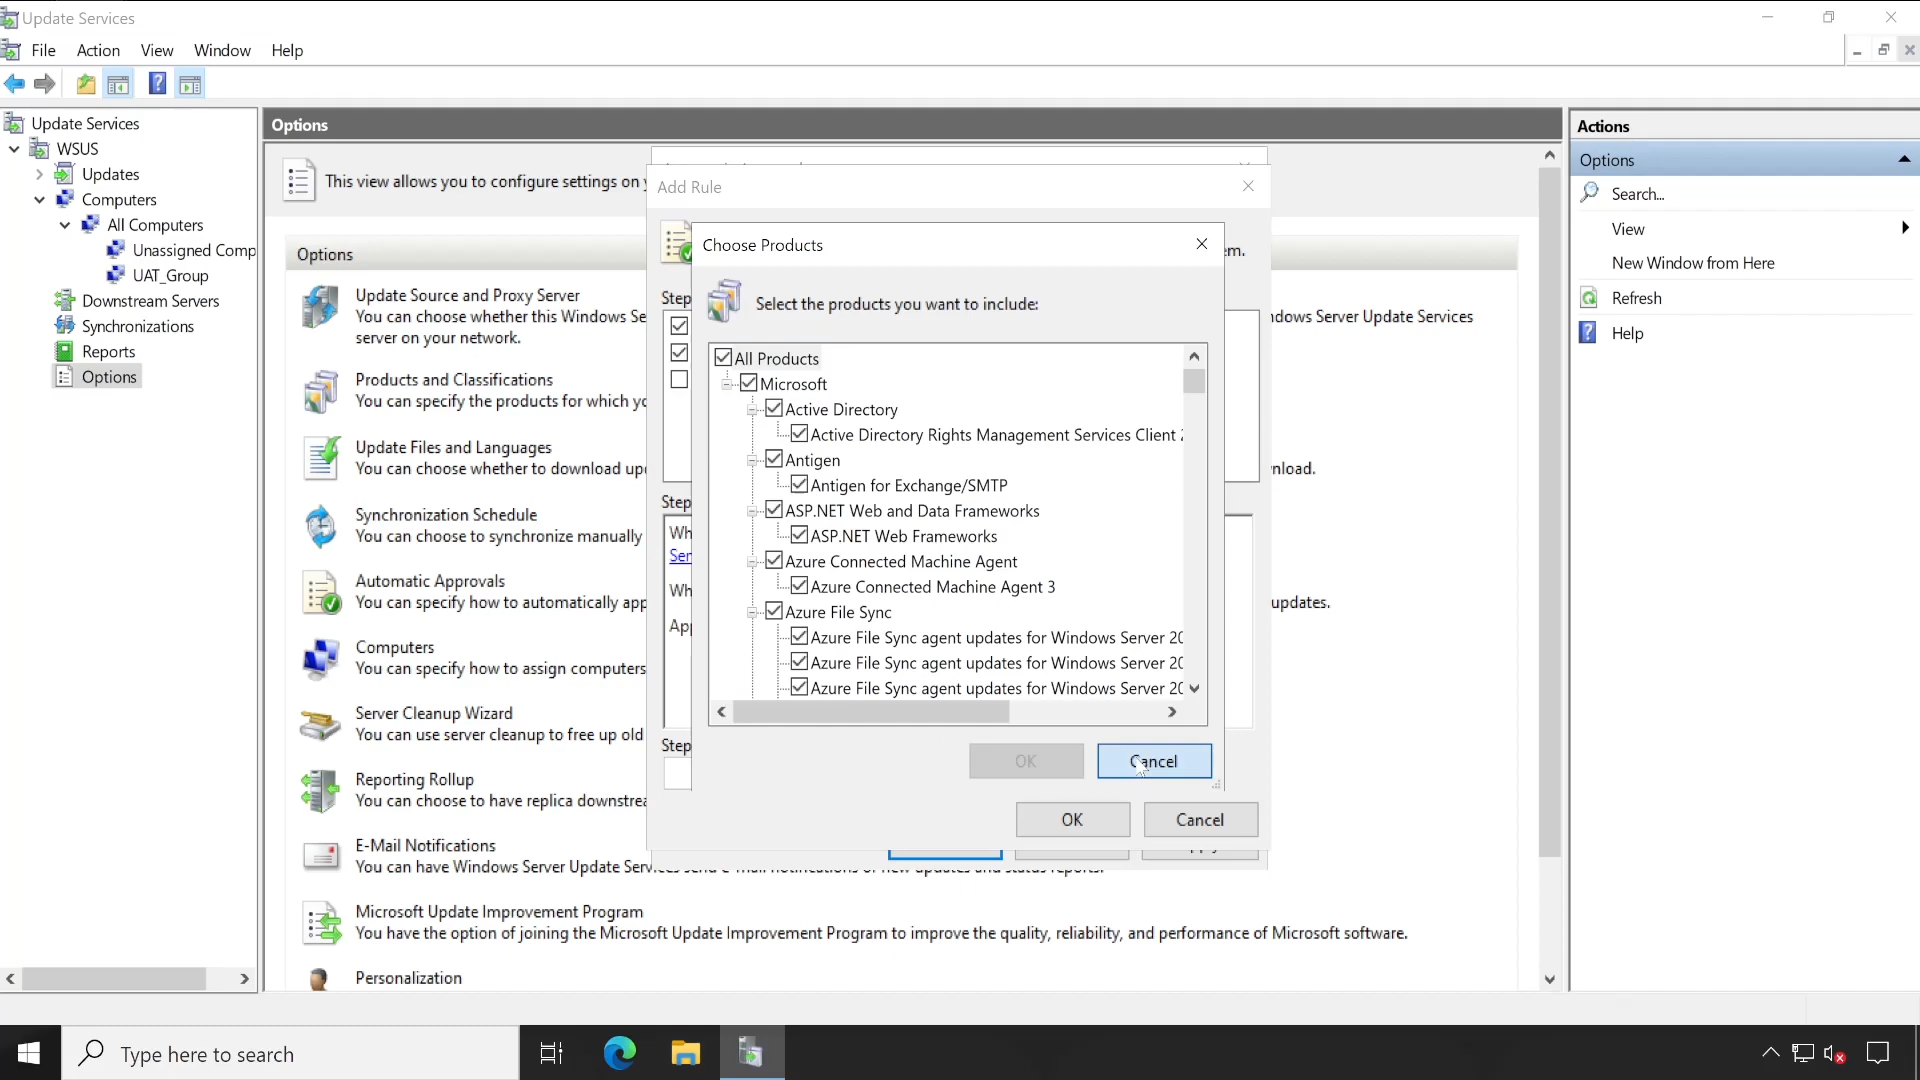 Update Services
File Action View Window Help
Update Services
WSUS
Updates
Computers
All Computers
Unassigned Comp
UAT_Group
Downstream Servers
Synchronizations
Reports
Options
Options
This view allows you to configure settings on
Options
Update Source and Proxy Server
You can choose whether this Windows Se
dows Server Update Services
server on your network.
Products and Classifications
You can specify the products for which yo
Update Files and Languages
You can choose whether to download up
nload.
Synchronization Schedule
You can choose to synchronize manually
Automatic Approvals
You can specify how to automatically app
updates.
Computers
You can specify how to assign computers
Server Cleanup Wizard
You can use server cleanup to free up old
Reporting Rollup
You can choose to have replica downstrea
E-Mail Notifications
You can have Windows Server Update Servi
Microsoft Update Improvement Program
You have the option of joining the Microsoft Update Improvement Program to improve the quality, reliability, and performance of Microsoft software.
Personalization
Add Rule
em.
Step
Step
Wh
Ser
Wh
App
Step
OK
Cancel
Choose Products
Select the products you want to include:
All Products
Microsoft
Active Directory
Active Directory Rights Management Services Client 2
Antigen
Antigen for Exchange/SMTP
ASP.NET Web and Data Frameworks
ASP.NET Web Frameworks
Azure Connected Machine Agent
Azure Connected Machine Agent 3
Azure File Sync
Azure File Sync agent updates for Windows Server 20
Azure File Sync agent updates for Windows Server 20
Azure File Sync agent updates for Windows Server 20
OK
Cancel
Actions
Options
Search...
View
New Window from Here
Refresh
Help
Type here to search